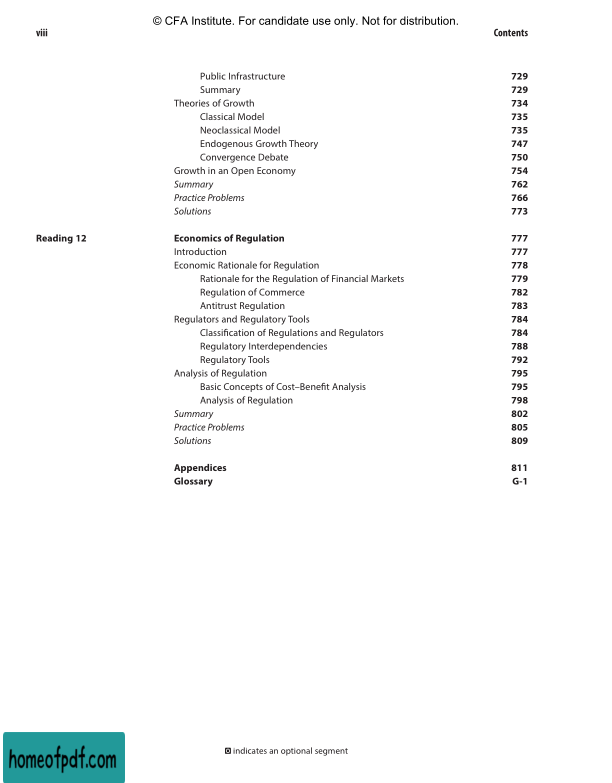 © CFA Institute. For candidate use only. Not for distribution.
viii Contents
Public Infrastructure 729
Summary 729
Theories of Growth 734
Classical Model 735
Neoclassical Model 735
Endogenous Growth Theory 747
Convergence Debate 750
Growth in an Open Economy 754
Summary 762
Practice Problems 766
Solutions 773
Reading 12 Economics of Regulation 777
Introduction 777
Economic Rationale for Regulation 778
Rationale for the Regulation of Financial Markets 779
Regulation of Commerce 782
Antitrust Regulation 783
Regulators and Regulatory Tools 784
Classification of Regulations and Regulators 784
Regulatory Interdependencies 788
Regulatory Tools 792
Analysis of Regulation 795
Basic Concepts of Cost–Benefit Analysis 795
Analysis of Regulation 798
Summary 802
Practice Problems 805
Solutions 809
Appendices 811
Glossary G-1
indicates an optional segment
homeofpdf.com